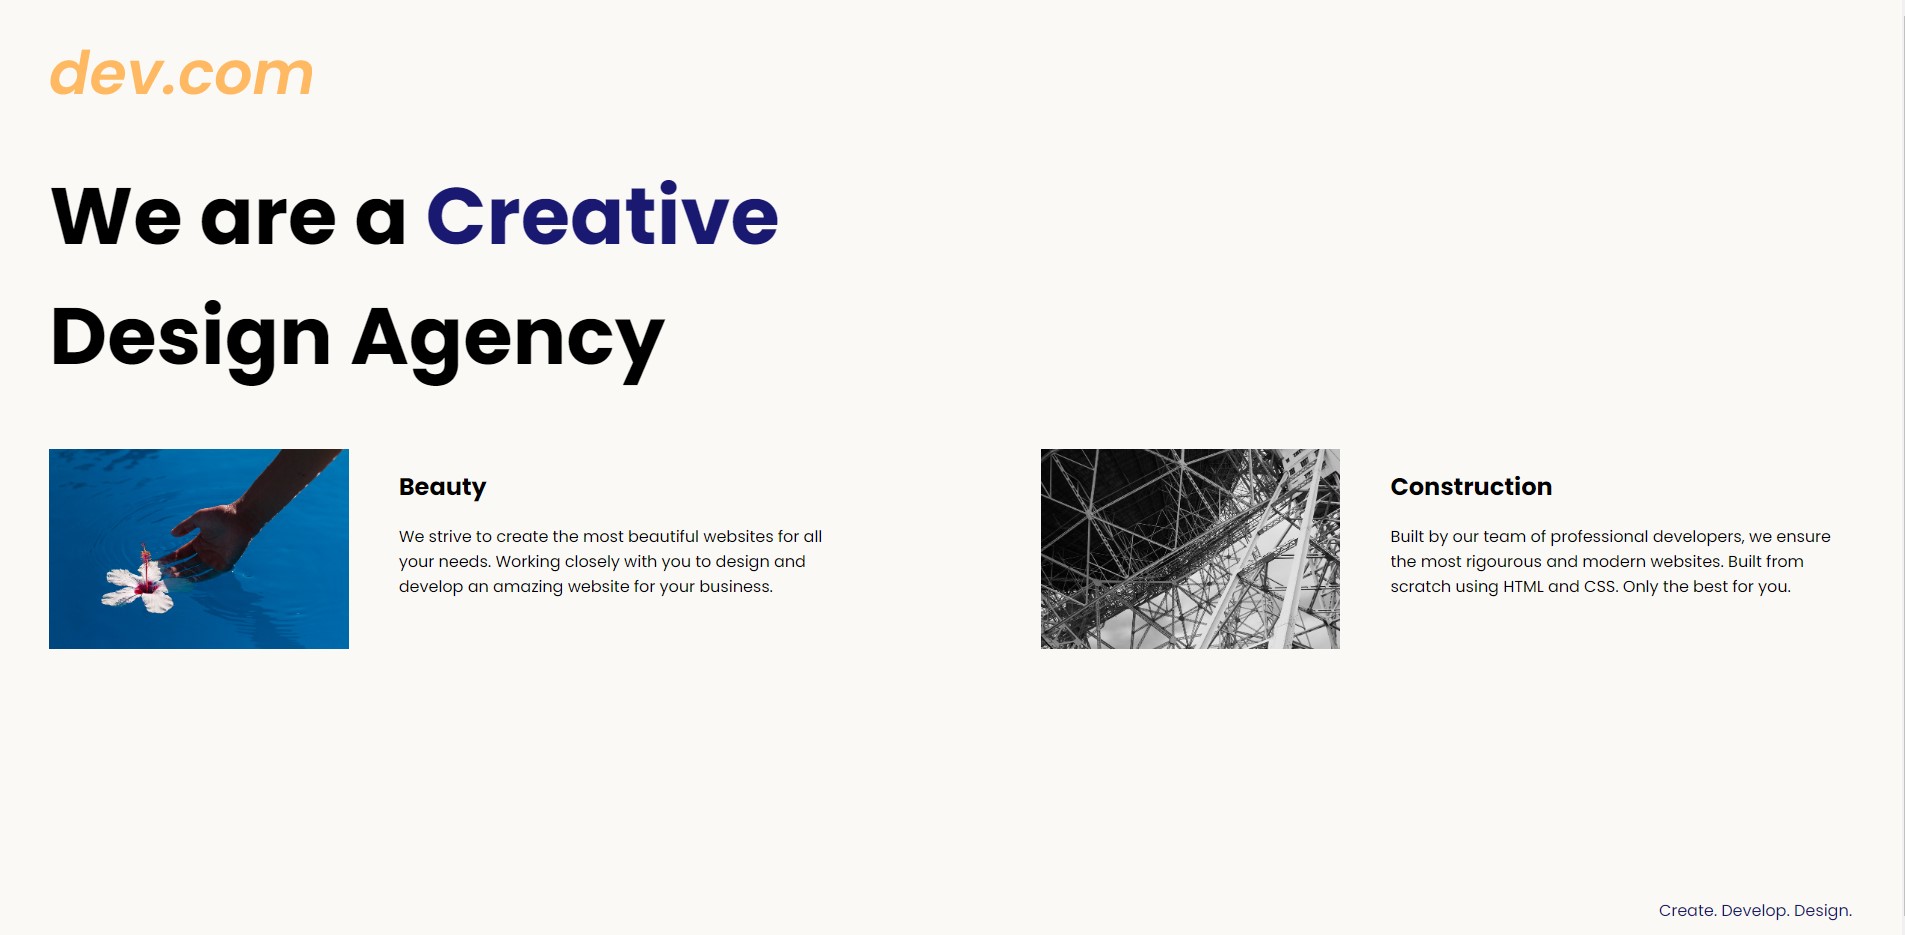 dev.com
We are a Creative
Design Agency
Beauty
We strive to create the most beautiful websites for all
your needs. Working closely with you to design and
develop an amazing website for your business.
Construction
Built by our team of professional developers, we ensure
the most rigourous and modern websites. Built from
scratch using HTML and CSS. Only the best for you.
Create. Develop. Design.